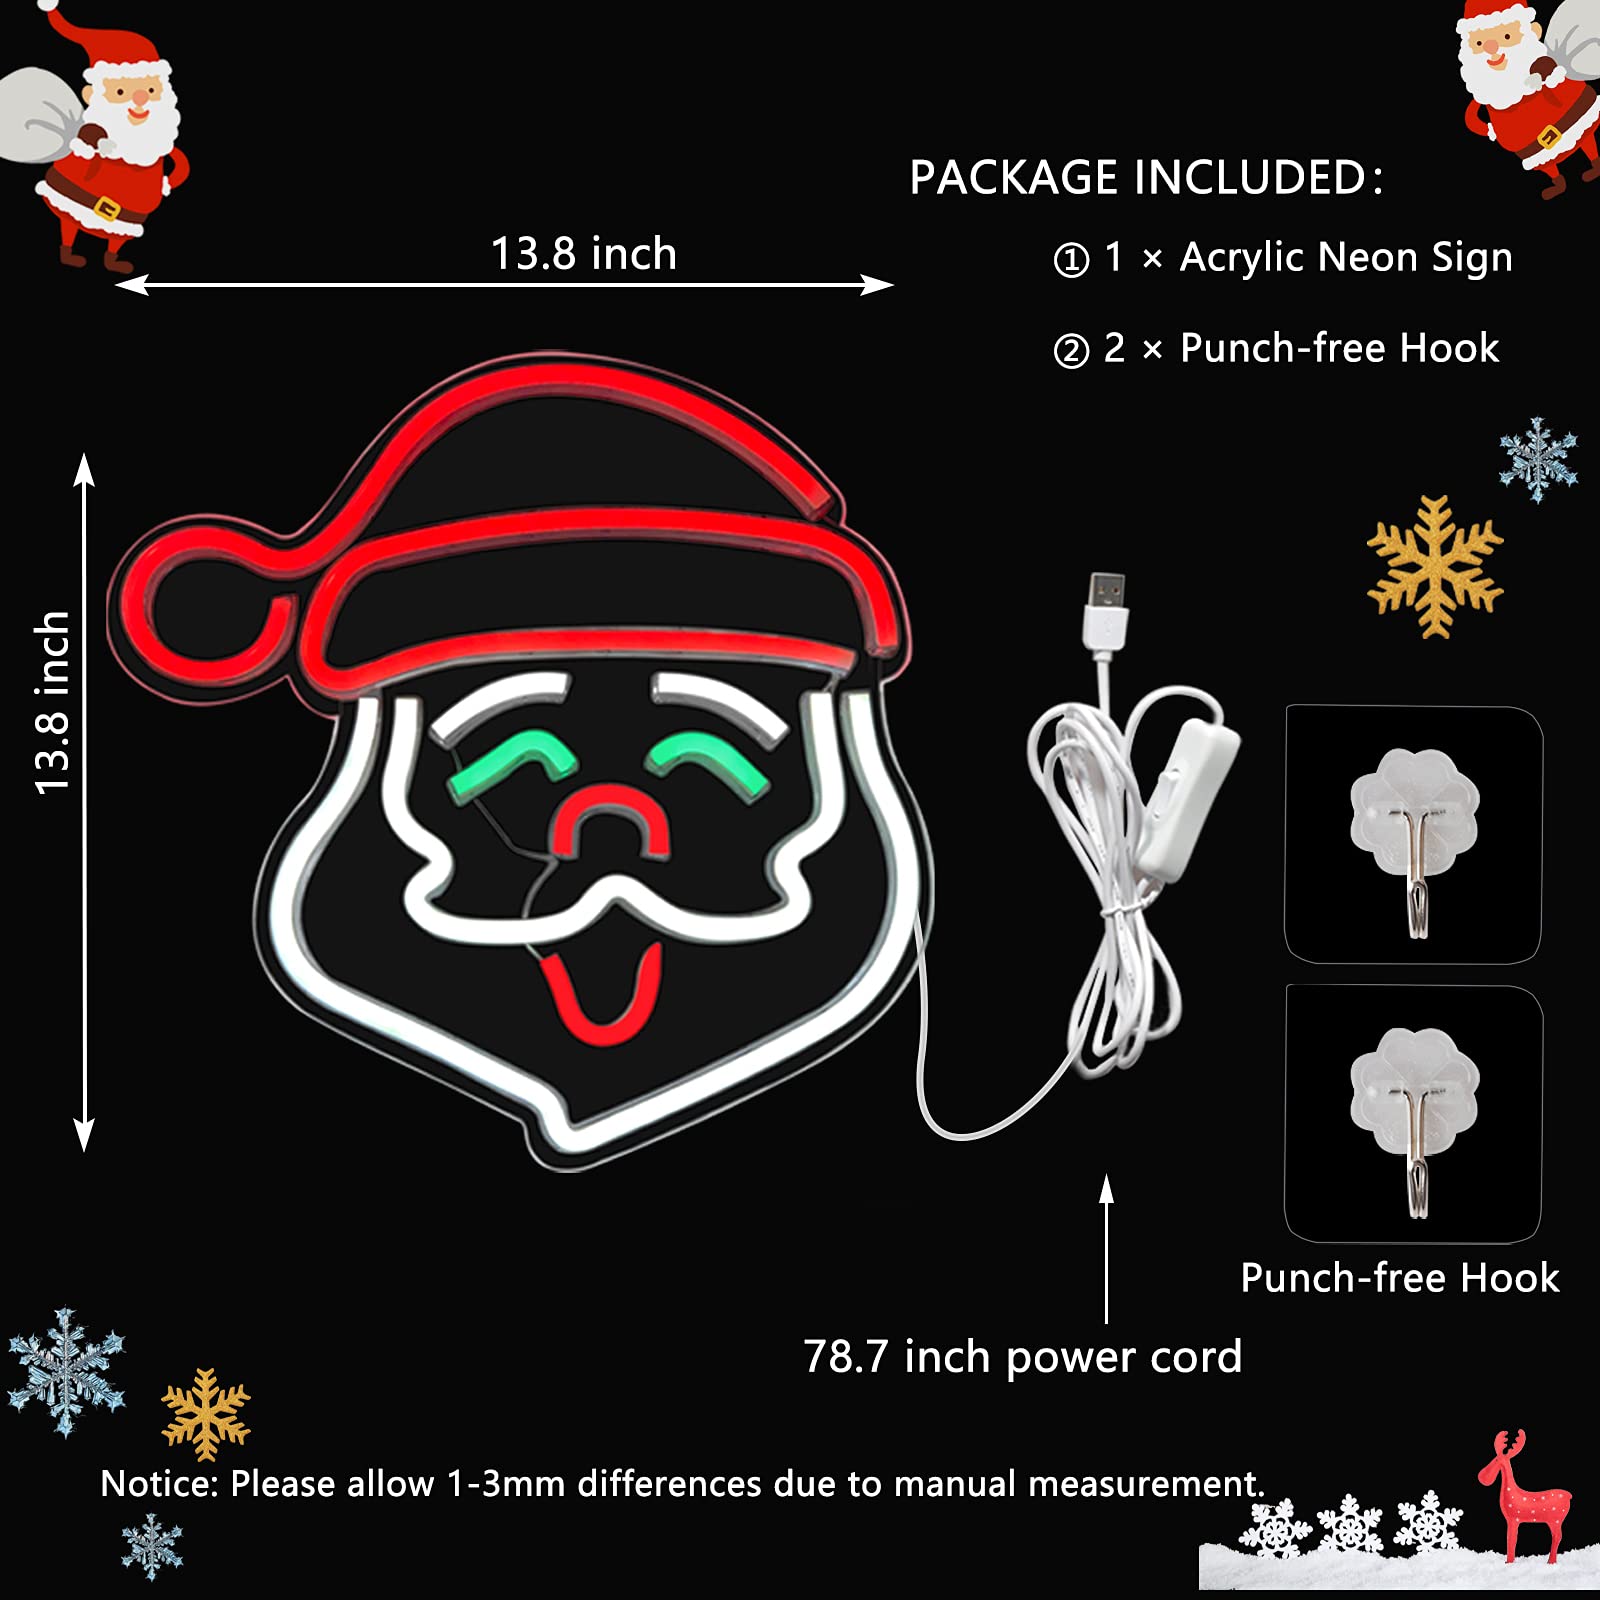 PACKAGE INCLUDED:
① 1 × Acrylic Neon Sign
② 2 × Punch-free Hook
13.8 inch
13.8 inch
Punch-free Hook
78.7 inch power cord
Notice: Please allow 1-3mm differences due to manual measurement.